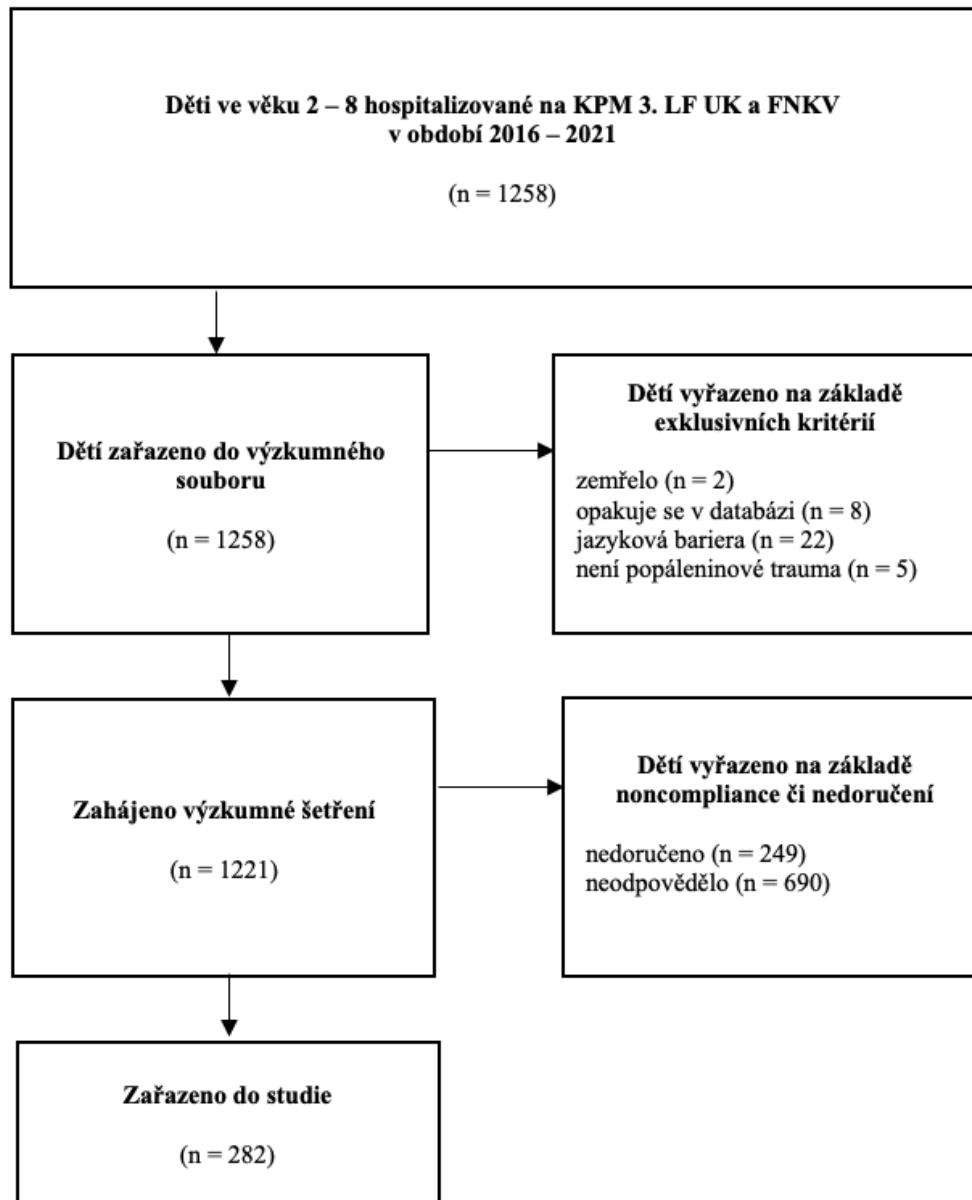 Děti ve věku 2 – 8 hospitalizované na KPM 3. LF UK a FNKV
v období 2016 – 2021
(n = 1258)
Dětí zařazeno do výzkumného
souboru
(n = 1258)
Dětí vyřazeno na základě
exklusivních kritérií
zemřelo (n = 2)
opakuje se v databázi (n = 8)
jazyková bariera (n = 22)
není popáleninové trauma (n = 5)
Zahájeno výzkumné šetření
(n = 1221)
Dětí vyřazeno na základě
noncompliance či nedoručení
nedoručeno (n = 249)
neodpovědělo (n = 690)
Zařazeno do studie
(n = 282)